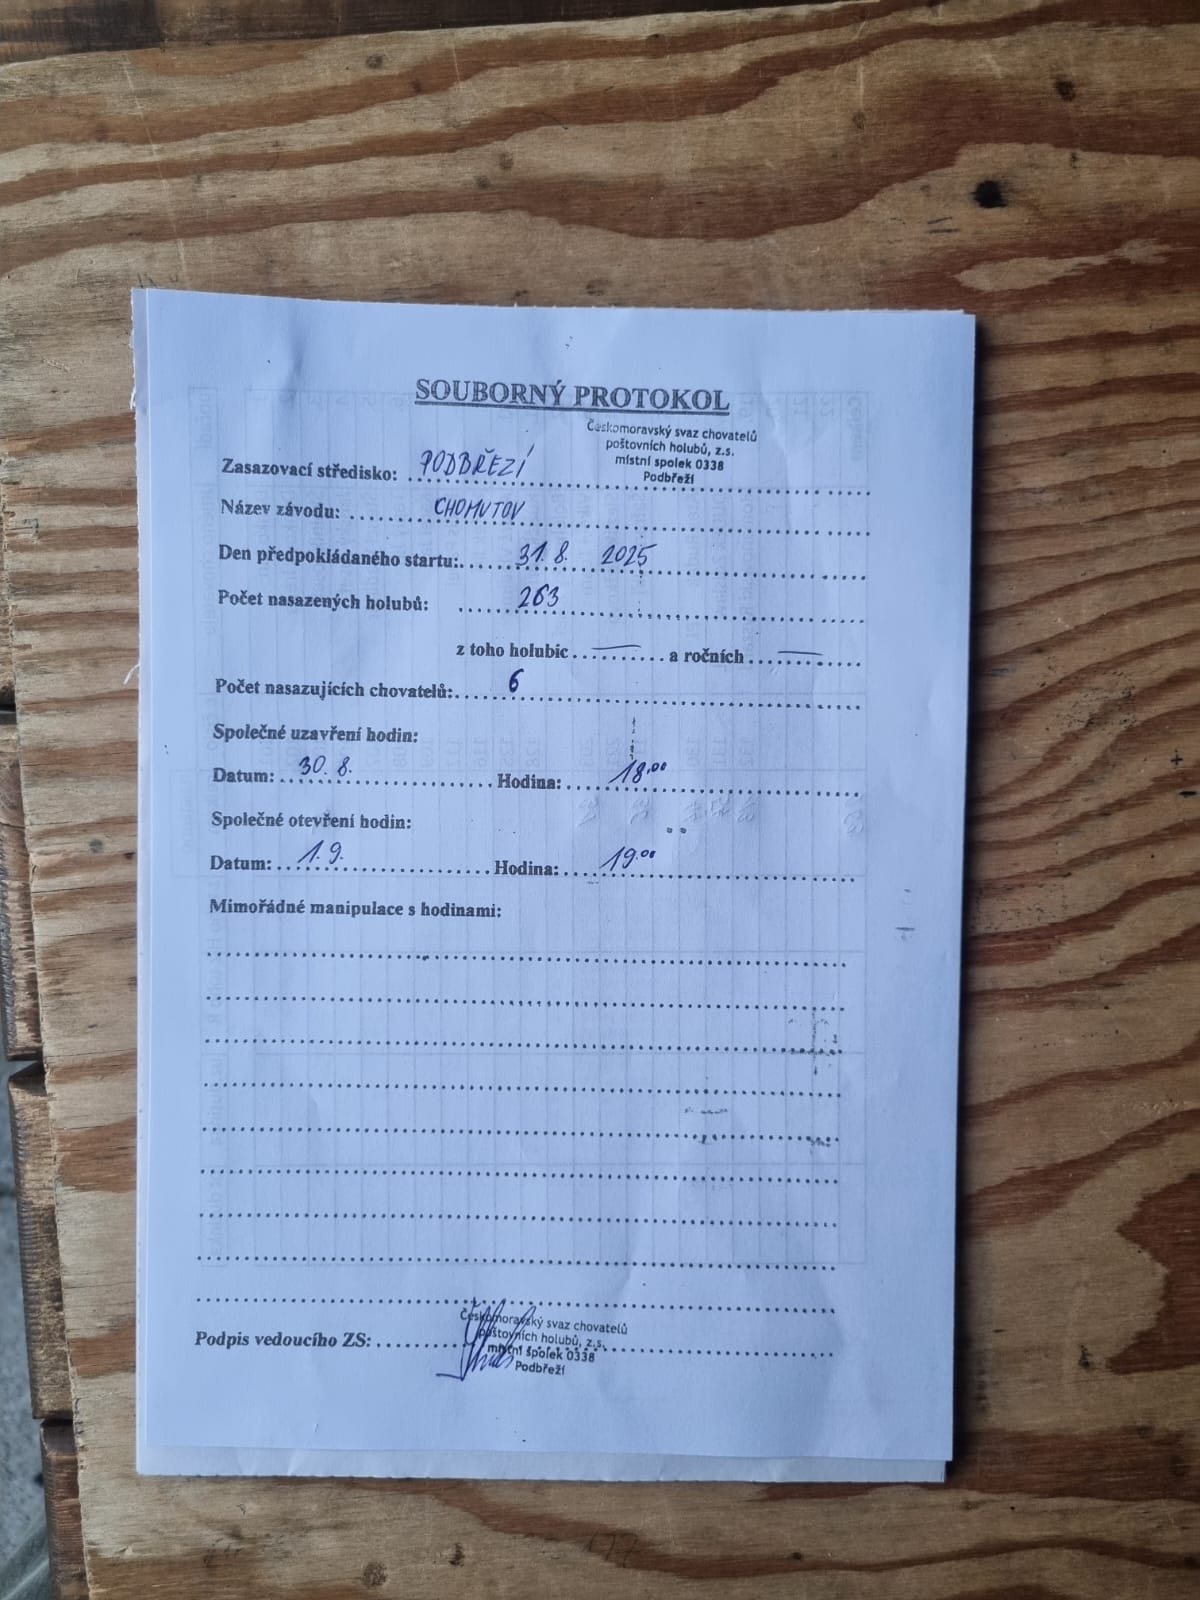 SOUBORNÝ PROTOKOL
Českomoravský svaz chovatelů
poštovních holubů, z.s.
místní spolek 0338
Podbřeží
Zasazovací středisko: PODBŘEZÍ
Název závodu: CHOMUTOV
Den předpokládaného startu: 31. 8. 2025
Počet nasazených holubů: 263
z toho holubic — a ročních —
Počet nasazujících chovatelů: 6
Společné uzavření hodin:
Datum: 30. 8. Hodina: 18.00
Společné otevření hodin:
Datum: 1. 9. Hodina: 19.00
Mimořádné manipulace s hodinami:
Podpis vedoucího ZS:
Českomoravský svaz chovatelů
poštovních holubů, z.s.
místní spolek 0338
Podbřeží